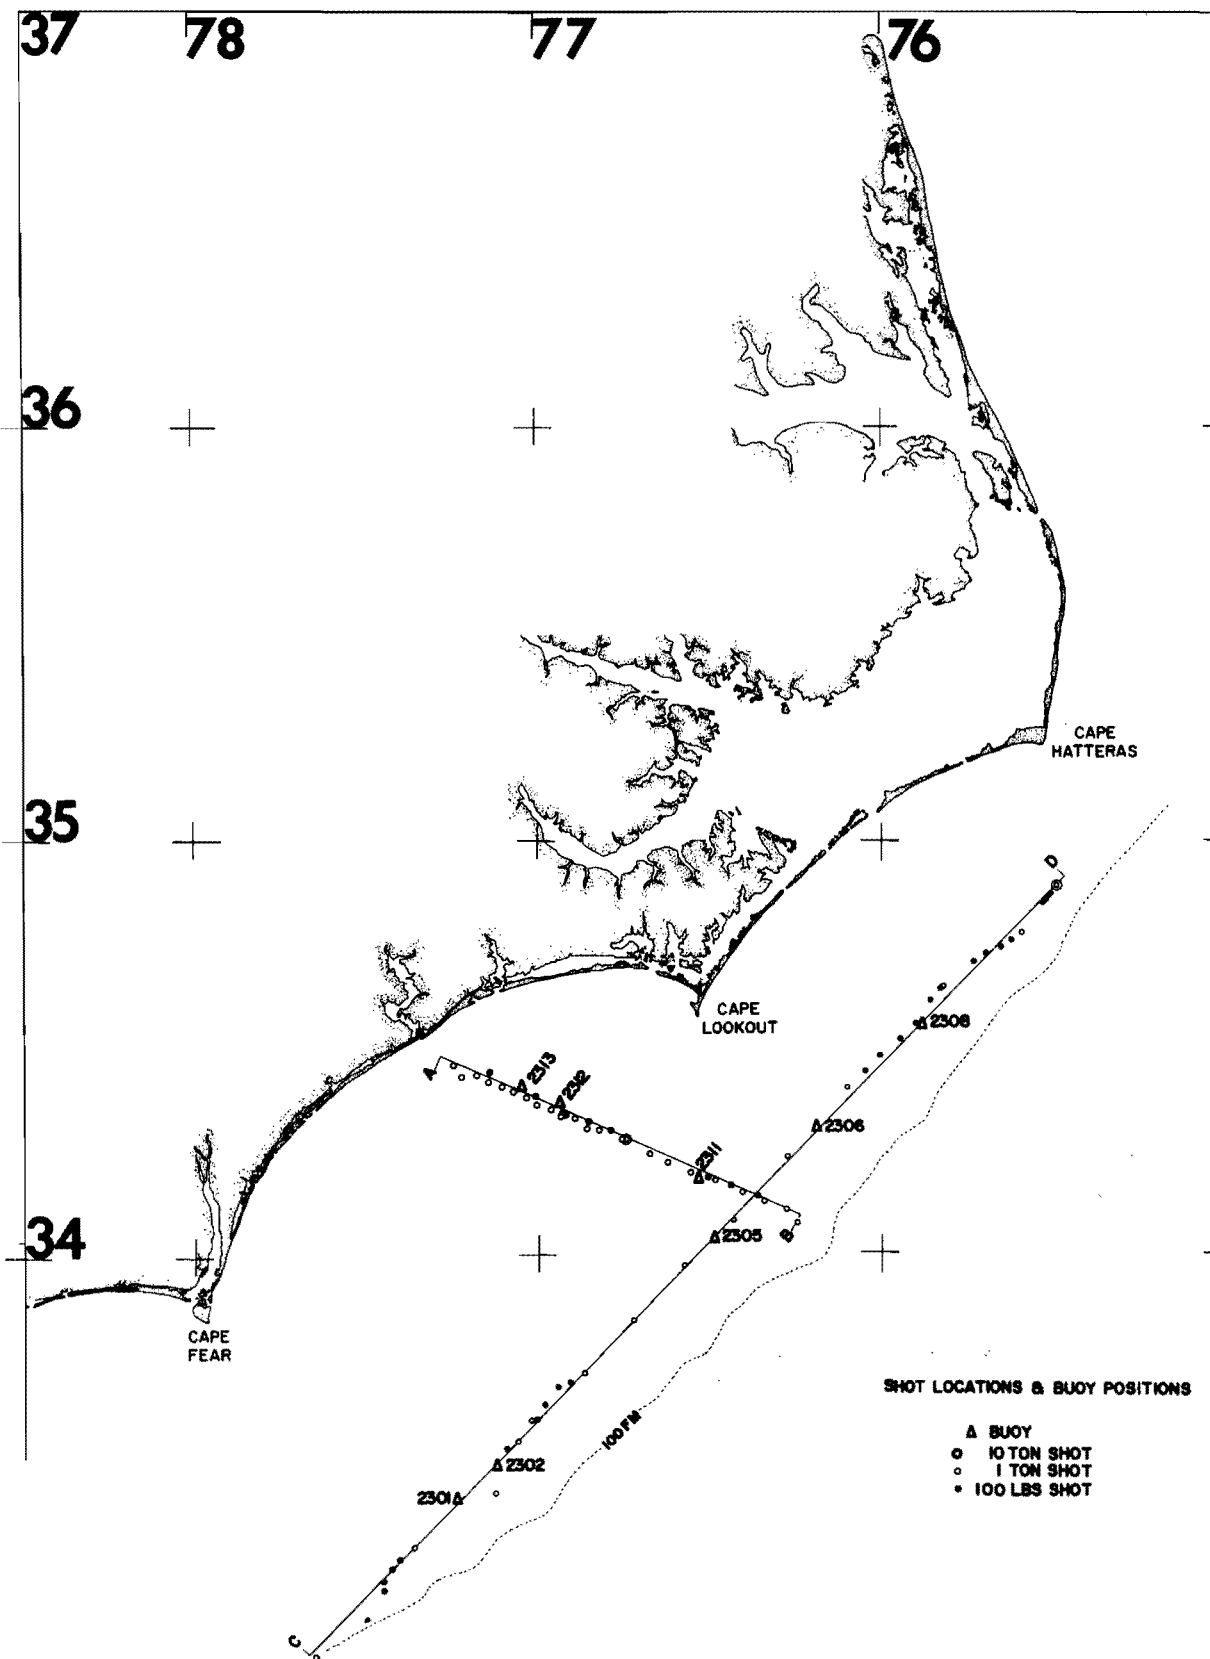 37
78
77
76
36
CAPE
HATTERAS
35
D
CAPE
LOOKOUT
2308
A
2313
2312
2306
2311
B
2305
34
CAPE
FEAR
SHOT LOCATIONS & BUOY POSITIONS
BUOY
10 TON SHOT
1 TON SHOT
100 LBS SHOT
100 FM
2302
2301
C